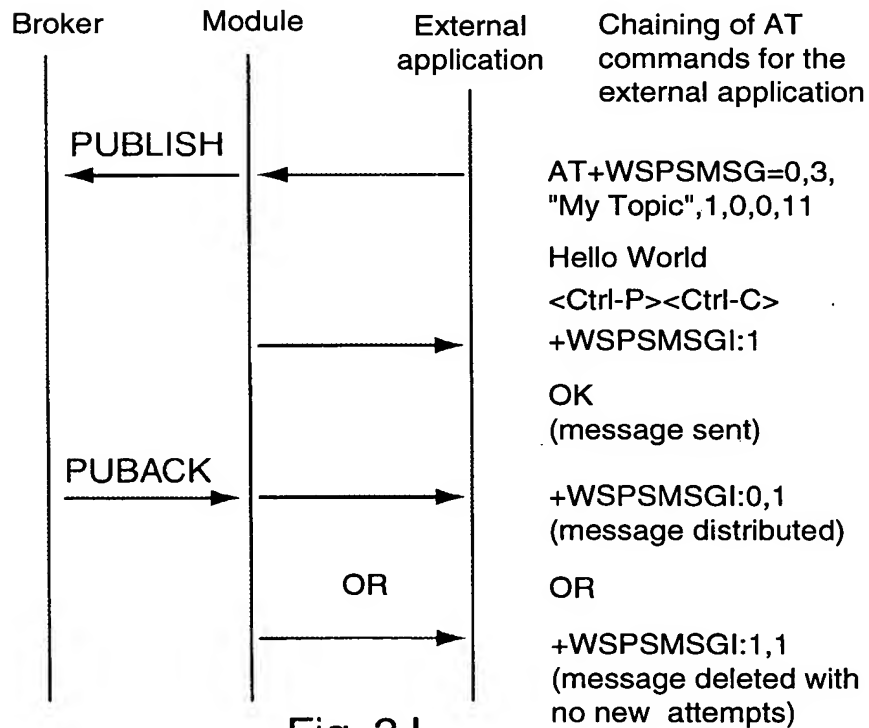 Broker
Module
External
application
Chaining of AT
commands for the
external application
PUBLISH
AT+WSPSMSG=0,3,
"My Topic",1,0,0,11
Hello World
<Ctrl-P><Ctrl-C>
+WSPSMSGI:1
OK
(message sent)
PUBACK
+WSPSMSGI:0,1
(message distributed)
OR
OR
+WSPSMSGI:1,1
(message deleted with
no new attempts)